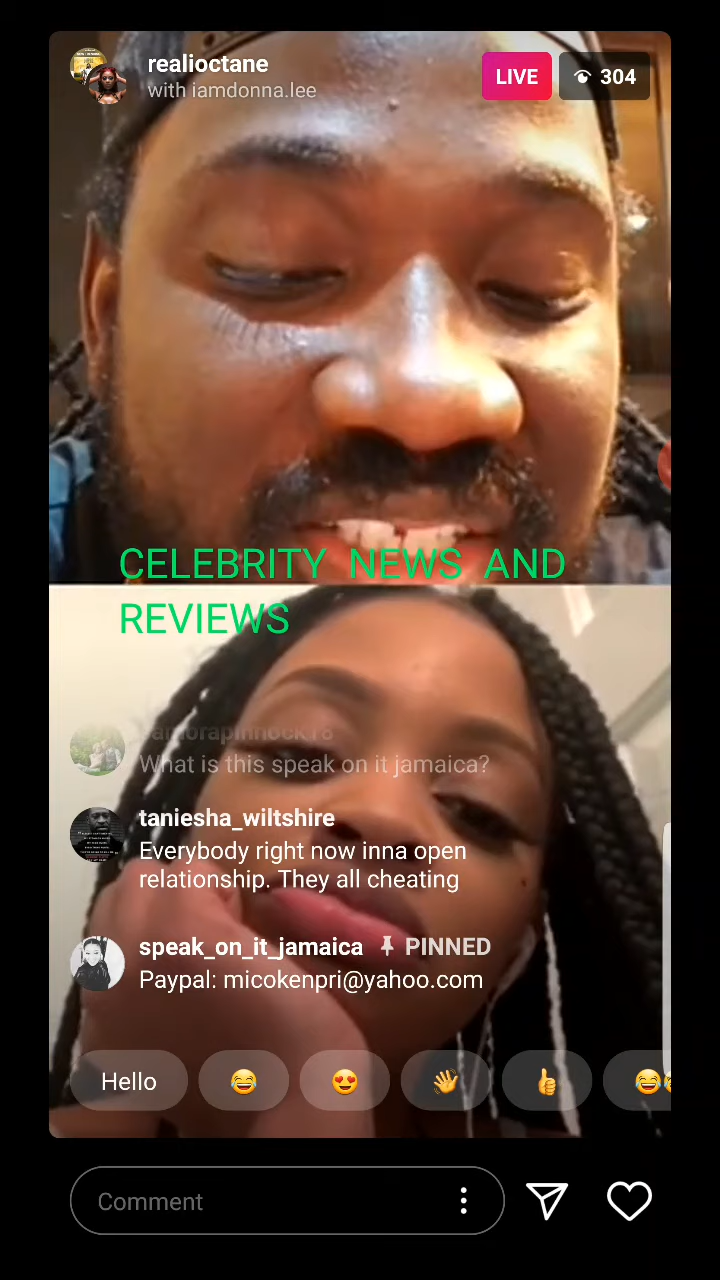 realioctane
with iamdonna.lee
LIVE
304
CELEBRITY NEWS AND
REVIEWS
What is this speak on it jamaica?
taniesha_wiltshire
Everybody right now inna open
relationship. They all cheating
speak_on_it_jamaica PINNED
Paypal: micokenpri@yahoo.com
Hello
Comment